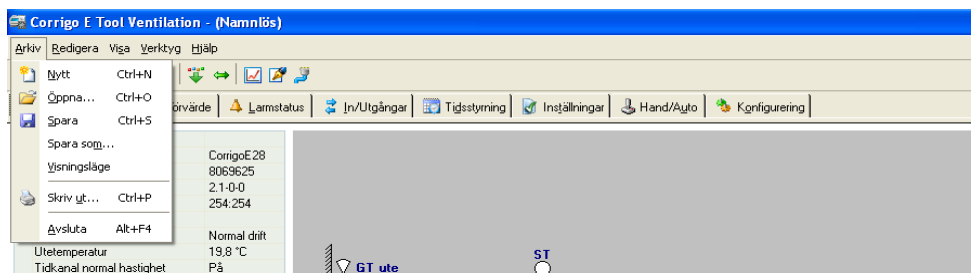 Corrigo E Tool Ventilation - (Namnlös)
Arkiv Redigera Visa Verktyg Hjälp
Nytt Ctrl+N
Öppna... Ctrl+O
Spara Ctrl+S
Spara som...
Visningsläge
Skriv ut... Ctrl+P
Avsluta Alt+F4
örvärde Larmstatus In/Utgångar Tidsstyrning Inställningar Hand/Auto Konfigurering
CorrigoE28
8069625
2.1-0-0
254:254
Normal drift
Utetemperatur 19,8 °C
Tidkanal normal hastighet På
GT ute
ST